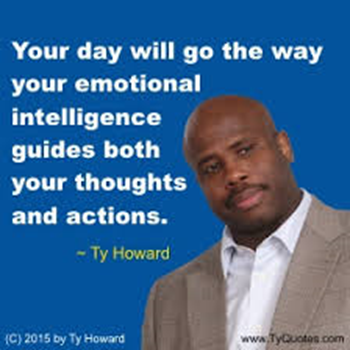 Your day will go the way
your emotional
intelligence
guides both
your thoughts
and actions.
~ Ty Howard
(C) 2015 by Ty Howard
www.TyQuotes.com